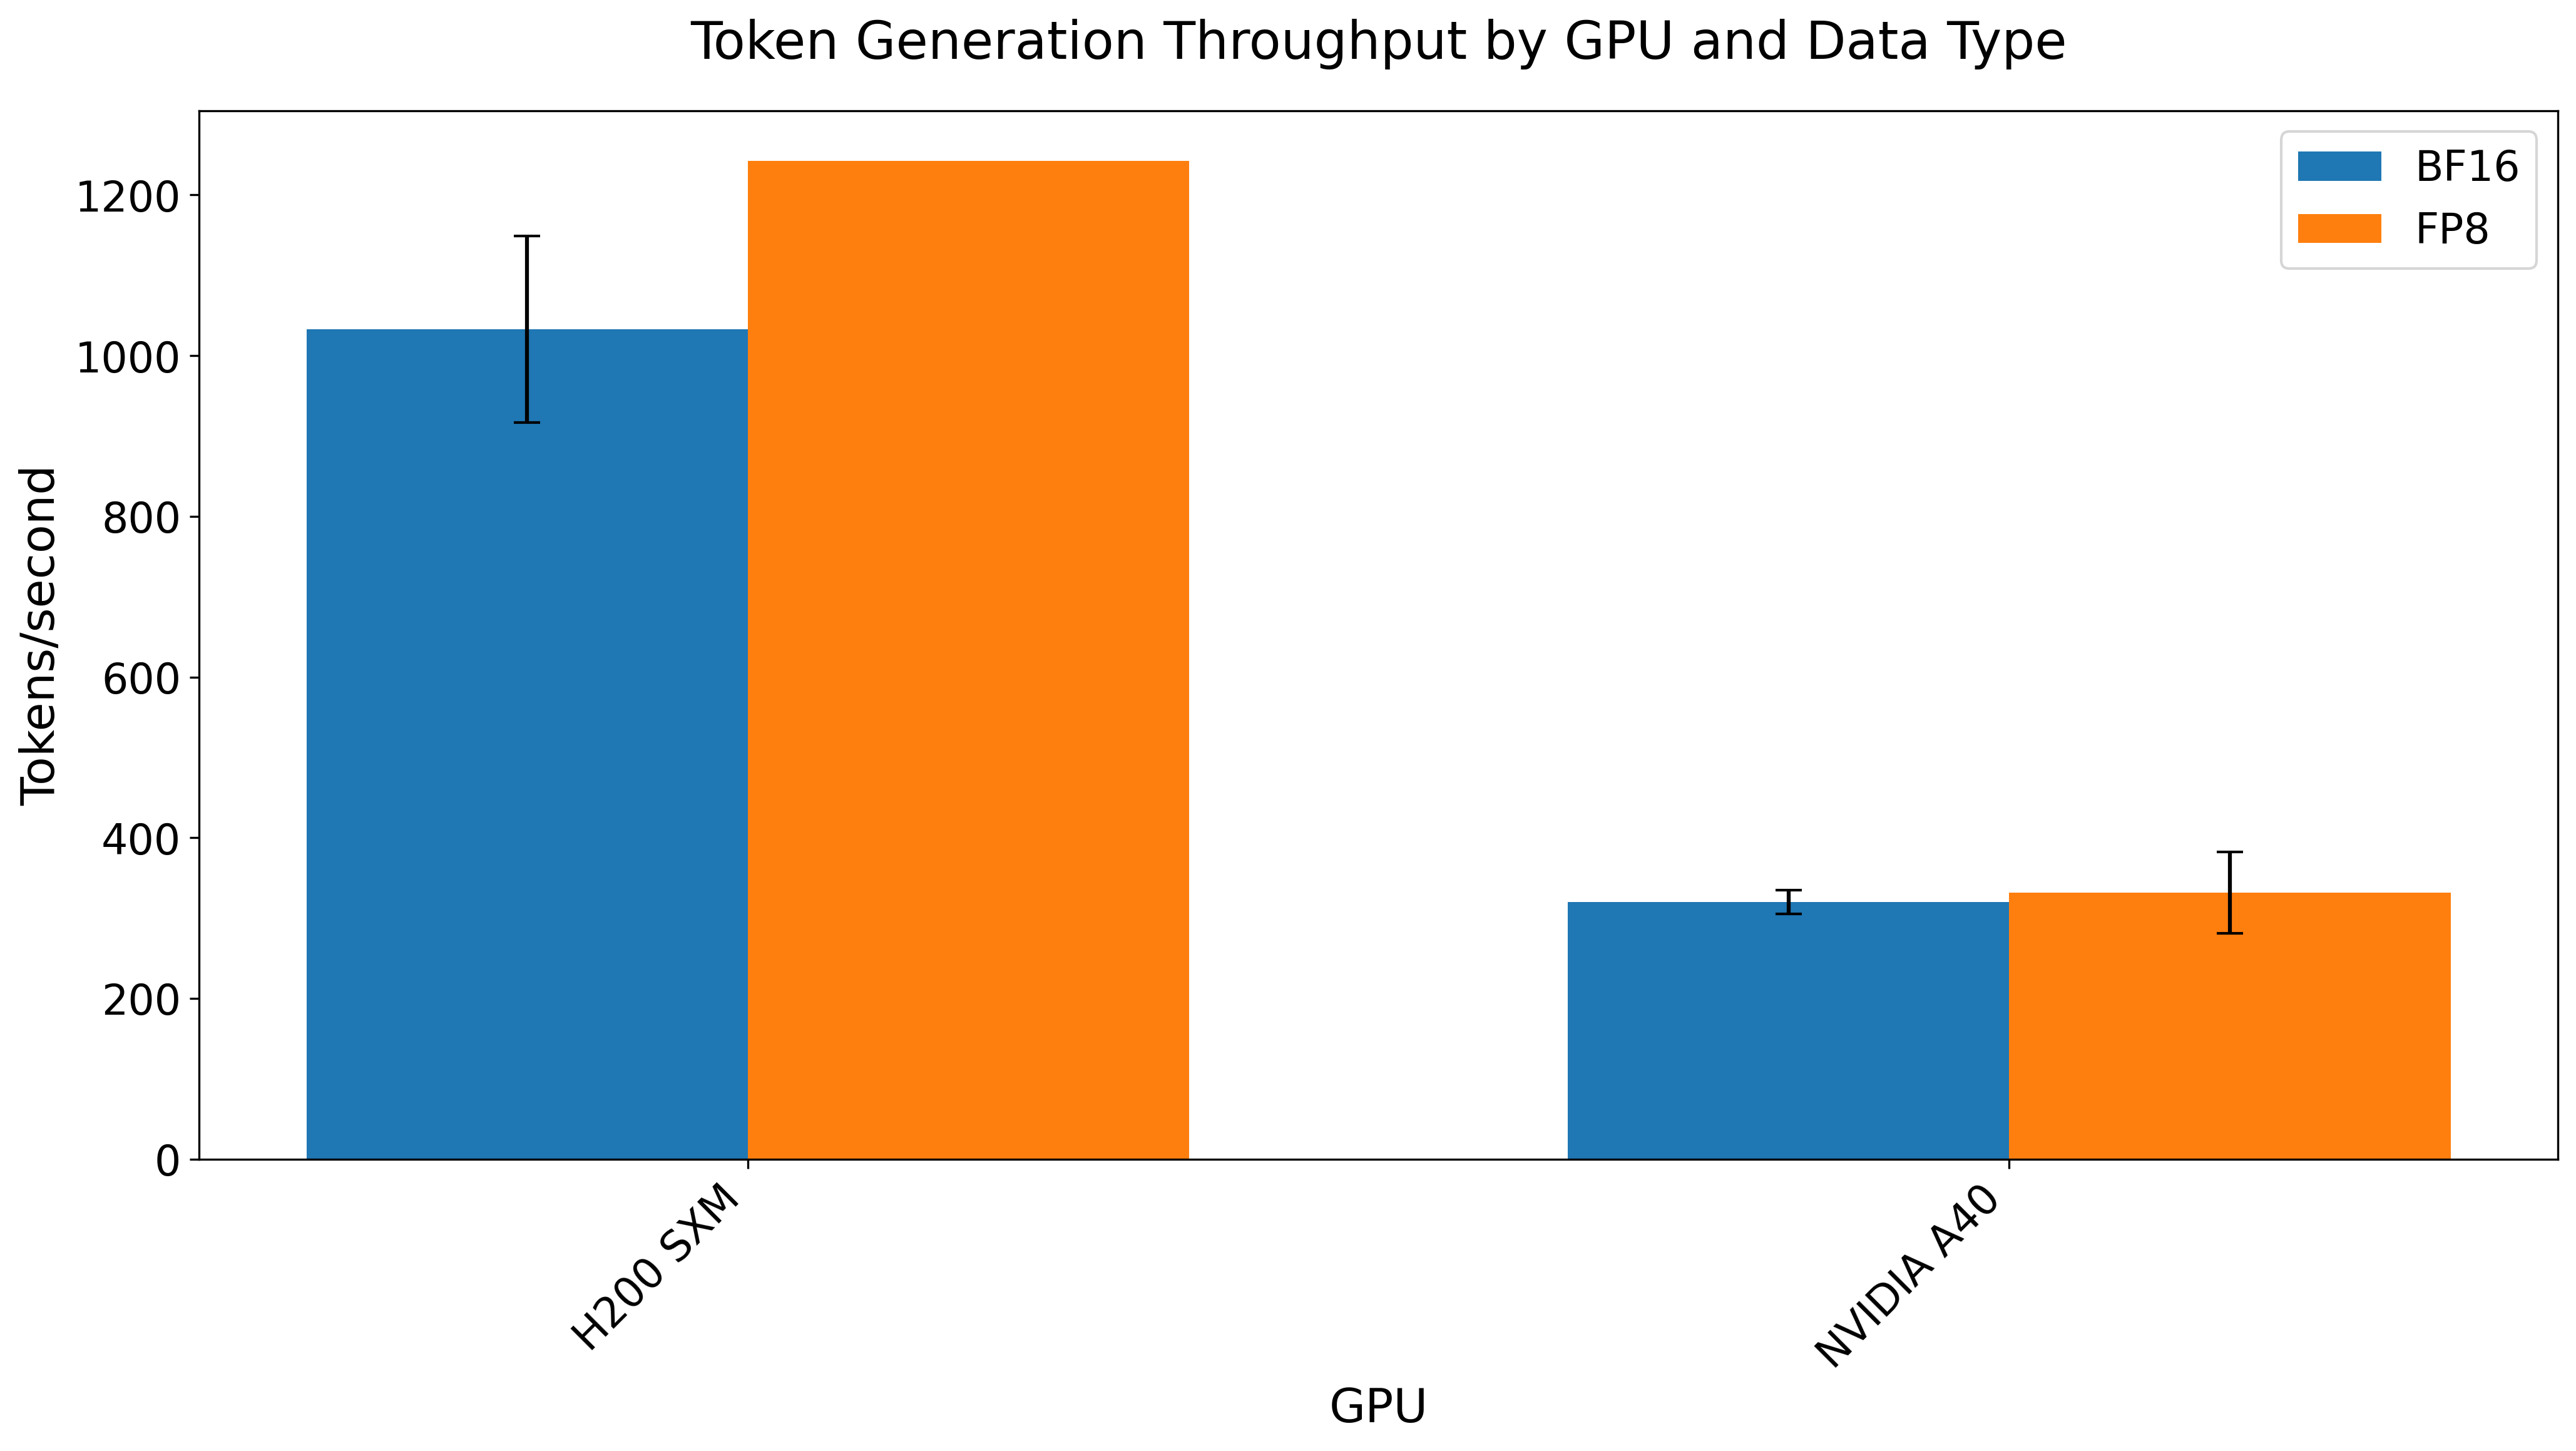 Token Generation Throughput by GPU and Data Type
BF16
FP8
Tokens/second
1200
1000
800
600
400
200
0
H200 SXM
NVIDIA A40
GPU